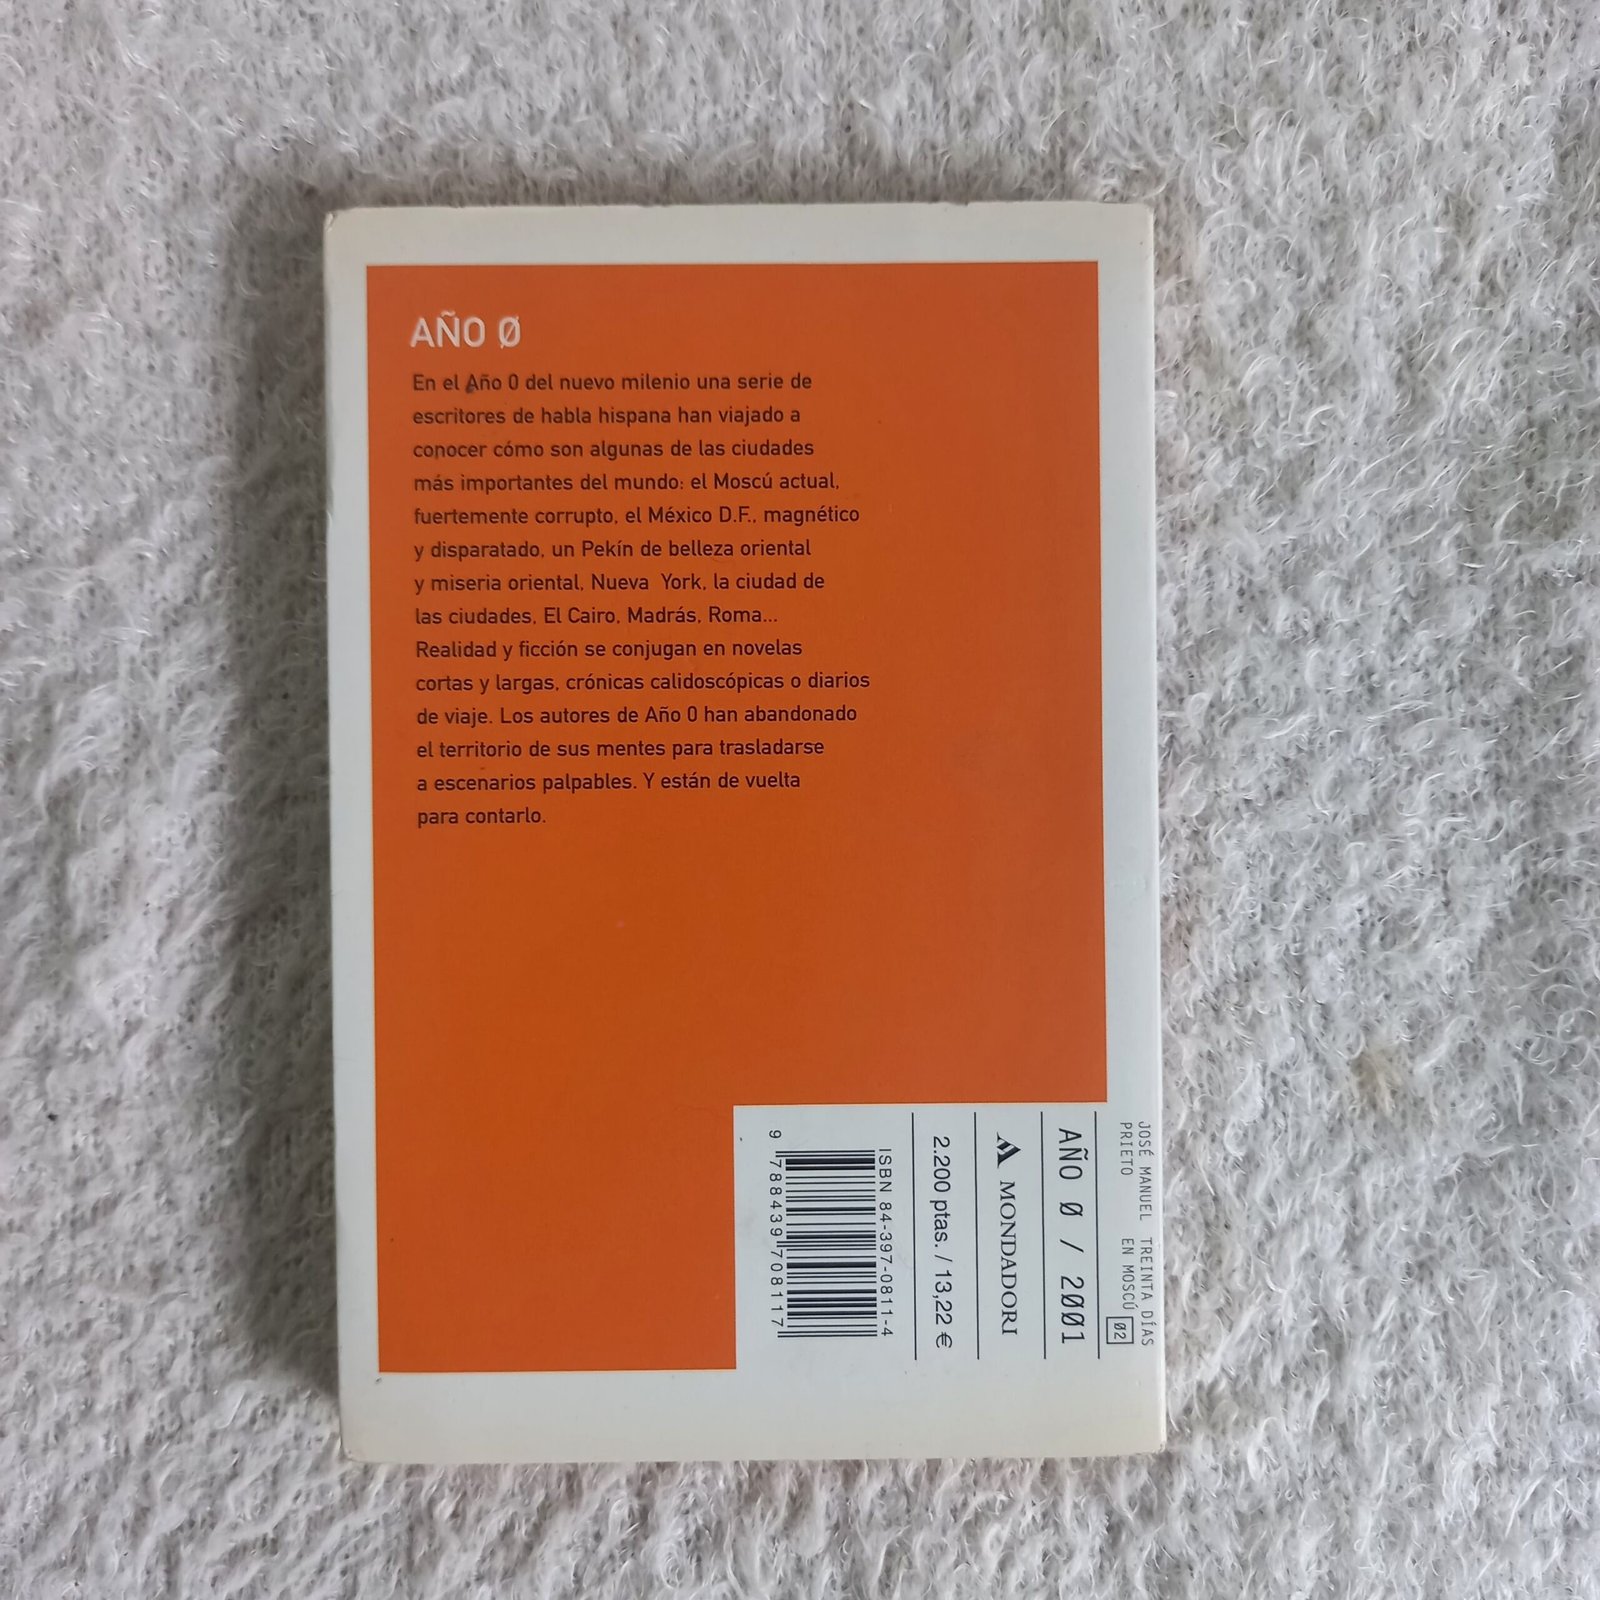 AÑO Ø
En el Año 0 del nuevo milenio una serie de
escritores de habla hispana han viajado a
conocer cómo son algunas de las ciudades
más importantes del mundo: el Moscú actual,
fuertemente corrupto, el México D.F., magnético
y disparatado, un Pekín de belleza oriental
y miseria oriental, Nueva  York, la ciudad de
las ciudades, El Cairo, Madrás, Roma...
Realidad y ficción se conjugan en novelas
cortas y largas, crónicas calidoscópicas o diarios
de viaje. Los autores de Año 0 han abandonado
el territorio de sus mentes para trasladarse
a escenarios palpables. Y están de vuelta
para contarlo.
JOSÉ MANUEL
PRIETO
TREINTA DÍAS
EN MOSCÚ 02
AÑO Ø / 2ØØ1
MONDADORI
2.200 ptas. / 13,22 €
ISBN 84-397-0811-4
9 788439 708117